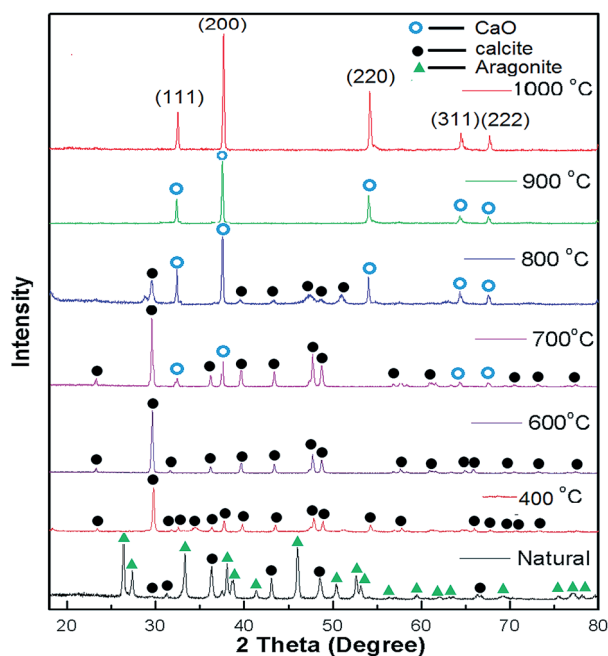 (200)
CaO
calcite
Aragonite
(111)
(220)
1000 °C
(311) (222)
900 °C
800 °C
700°C
600°C
400 °C
Natural
Intensity
20 30 40 50 60 70 80
2 Theta (Degree)